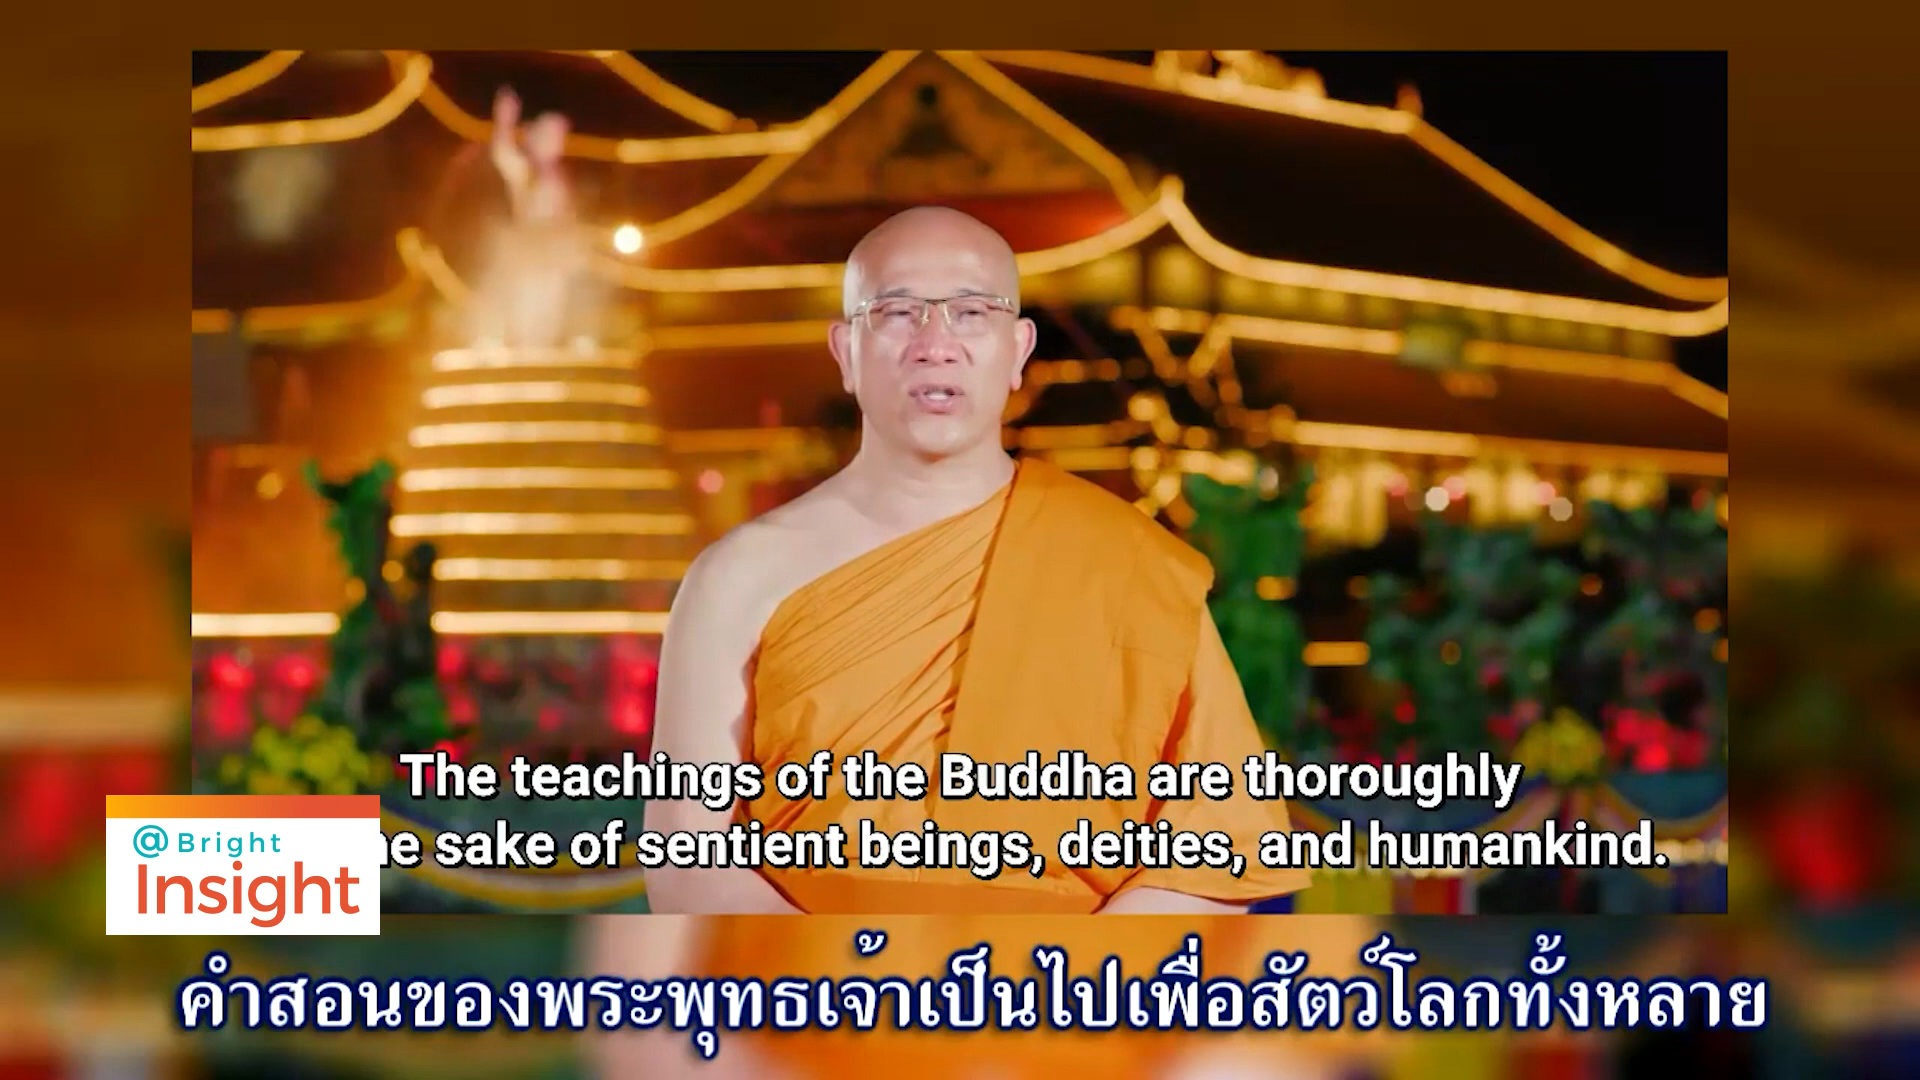 The teachings of the Buddha are thoroughly
sake of sentient beings, deities, and humankind.
@Bright
Insight
คำสอนของพระพุทธเจ้าเป็นไปเพื่อสัตว์โลกทั้งหลาย